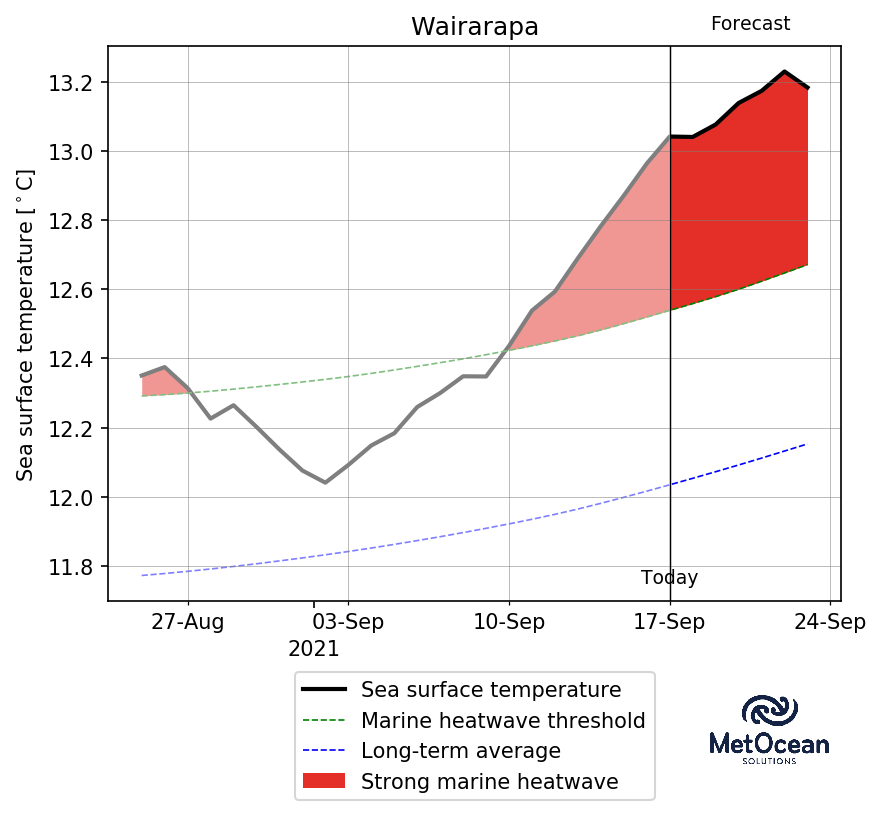 Wairarapa
Forecast
Sea surface temperature [°C]
13.2
13.0
12.8
12.6
12.4
12.2
12.0
11.8
Today
27-Aug
03-Sep
10-Sep
17-Sep
24-Sep
2021
Sea surface temperature
Marine heatwave threshold
Long-term average
Strong marine heatwave
MetOcean
SOLUTIONS